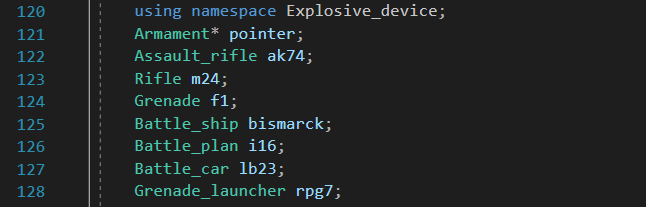 120 using namespace Explosive_device;
121 Armament* pointer;
122 Assault_rifle ak74;
123 Rifle m24;
124 Grenade f1;
125 Battle_ship bismarck;
126 Battle_plan i16;
127 Battle_car lb23;
128 Grenade_launcher rpg7;